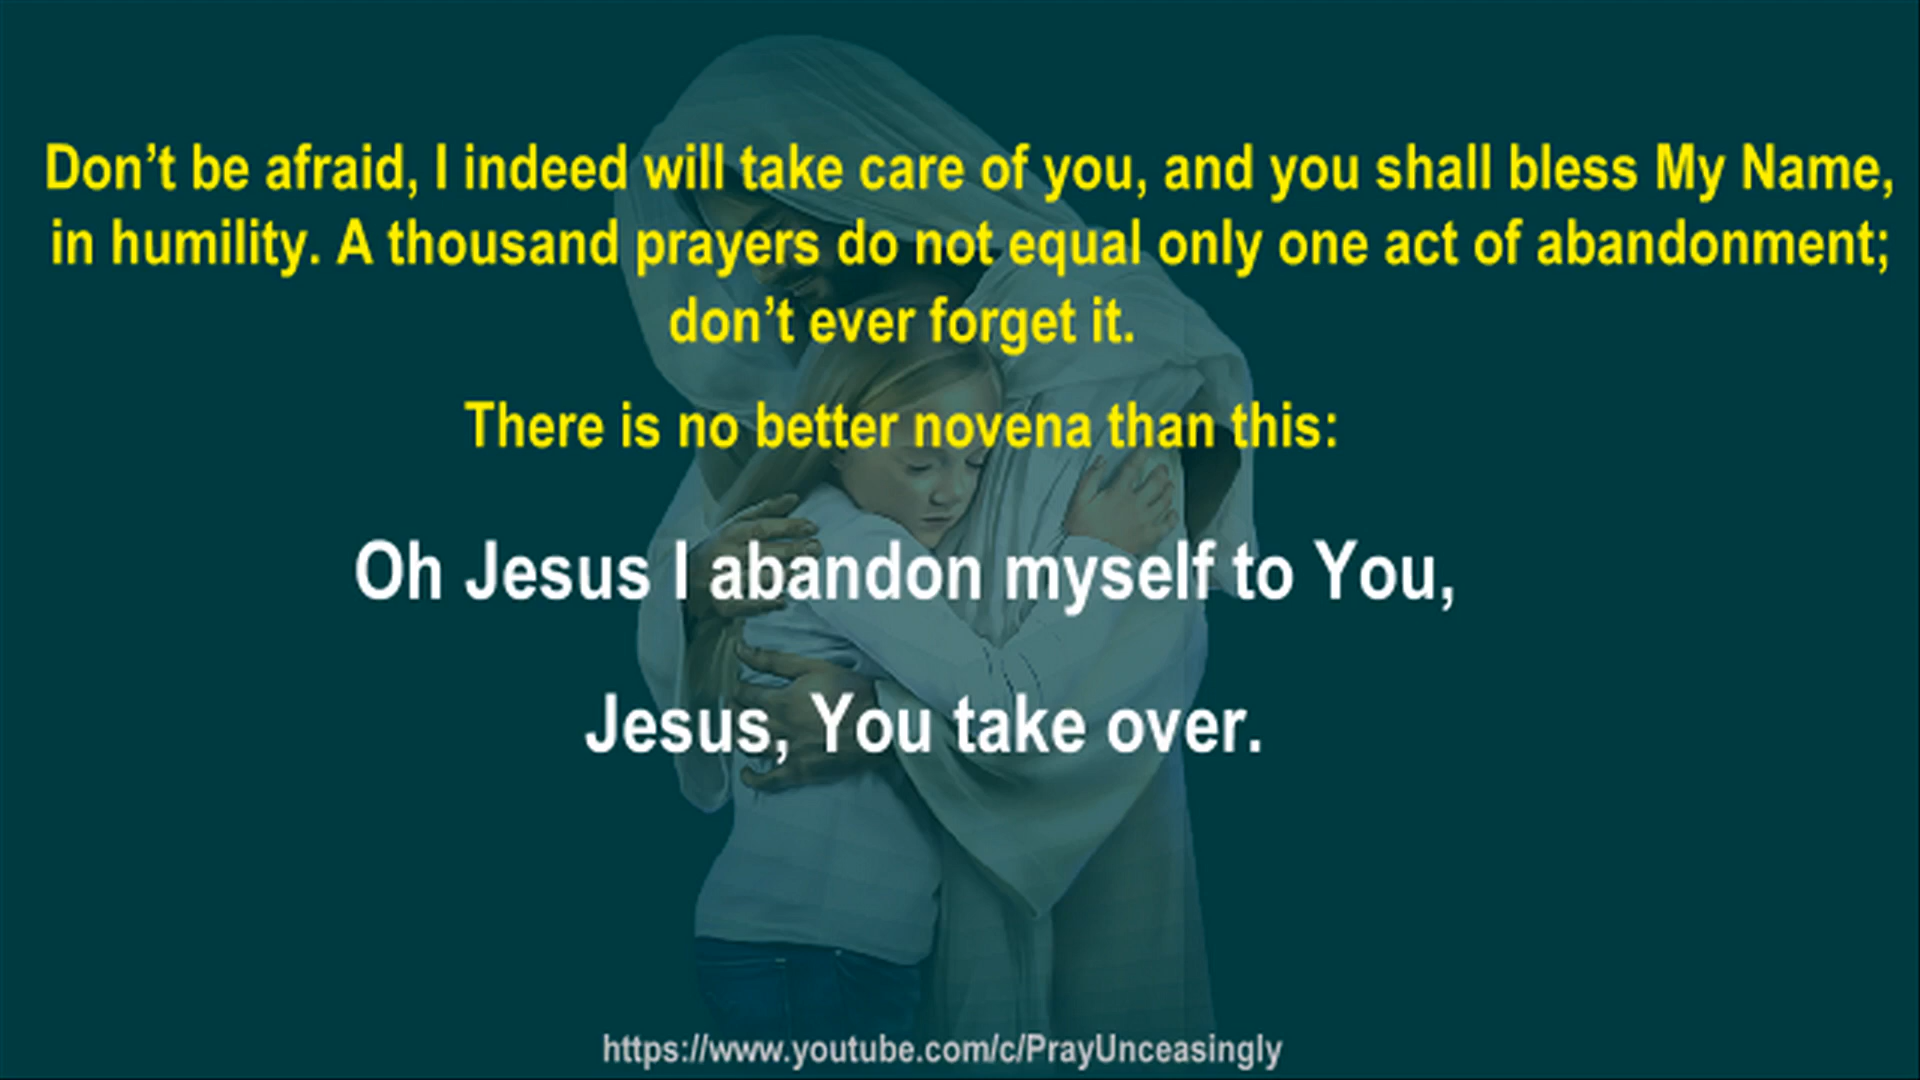 Don’t be afraid, I indeed will take care of you, and you shall bless My Name,
in humility. A thousand prayers do not equal only one act of abandonment;
don’t ever forget it.
There is no better novena than this:
Oh Jesus I abandon myself to You,
Jesus, You take over.
https://www.youtube.com/c/PrayUnceasingly